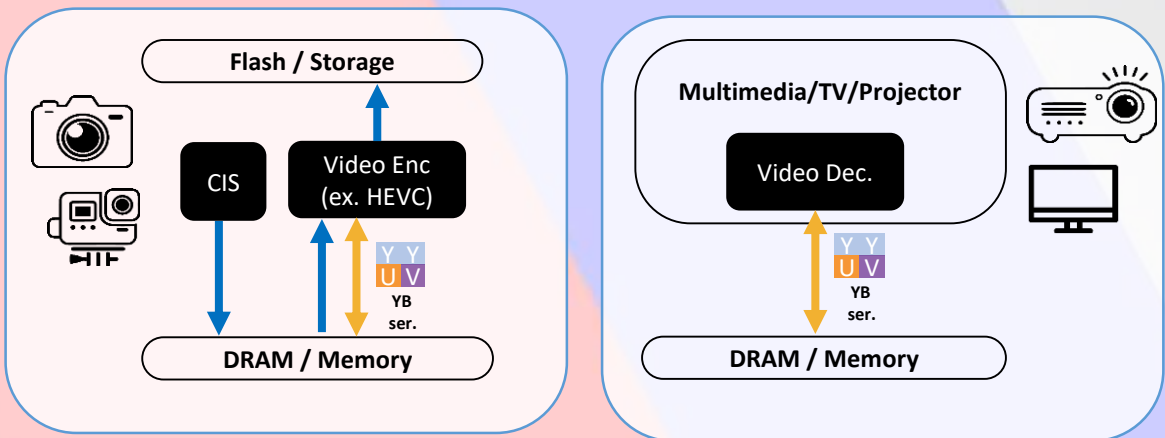 Flash / Storage
CIS
Video Enc
(ex. HEVC)
Y Y
U V
YB
ser.
DRAM / Memory
Multimedia/TV/Projector
Video Dec.
Y Y
U V
YB
ser.
DRAM / Memory